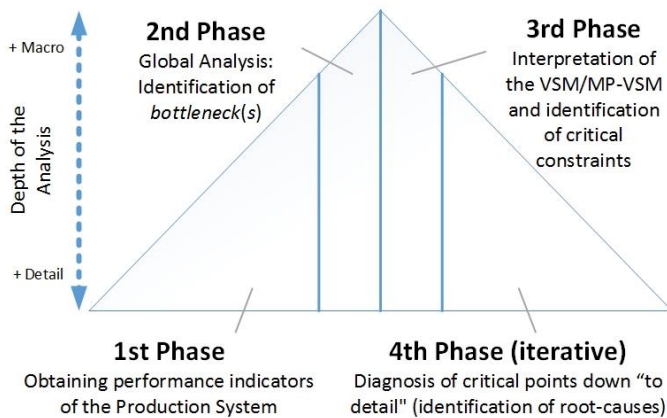 + Macro
Depth of the
Analysis
+ Detail
2nd Phase
Global Analysis:
Identification of
bottleneck(s)
3rd Phase
Interpretation of
the VSM/MP-VSM
and identification
of critical
constraints
1st Phase
Obtaining performance indicators
of the Production System
4th Phase (iterative)
Diagnosis of critical points down “to
detail" (identification of root-causes)